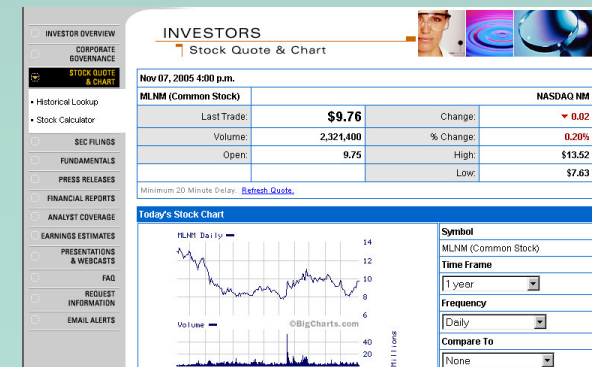 INVESTOR OVERVIEW
CORPORATE
GOVERNANCE
STOCK QUOTE
& CHART
• Historical Lookup
• Stock Calculator
SEC FILINGS
FUNDAMENTALS
PRESS RELEASES
FINANCIAL REPORTS
ANALYST COVERAGE
EARNINGS ESTIMATES
PRESENTATIONS
& WEBCASTS
FAQ
REQUEST
INFORMATION
EMAIL ALERTS
INVESTORS
Stock Quote & Chart
Nov 07, 2005 4:00 p.m.
MLNM (Common Stock) NASDAQ NM
Last Trade: $9.76 Change: ▼ 0.02
Volume: 2,321,400 % Change: 0.20%
Open: 9.75 High: $13.52
Low: $7.63
Minimum 20 Minute Delay. Refresh Quote.
Today's Stock Chart
MLNM Daily
14
12
10
8
6
Volume
©BigCharts.com
40
20
Millions
Symbol
MLNM (Common Stock)
Time Frame
1 year
Frequency
Daily
Compare To
None